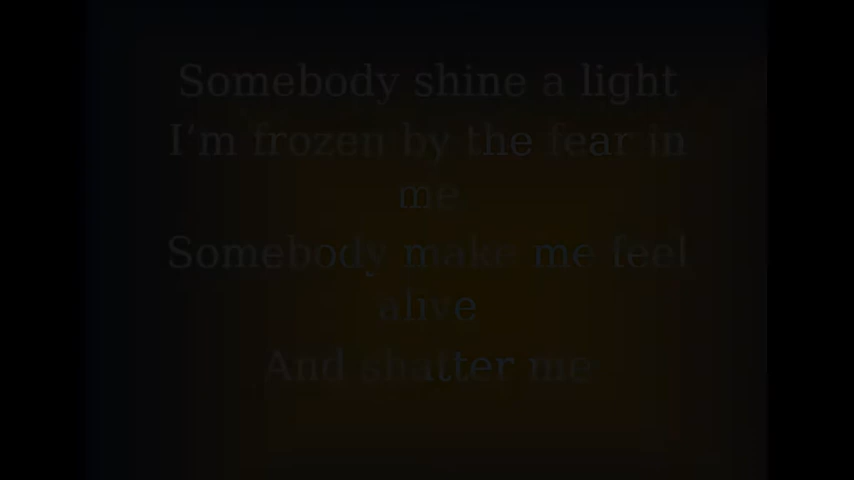 Somebody shine a light
I'm frozen by the fear in
me
Somebody make me feel
alive
And shatter me